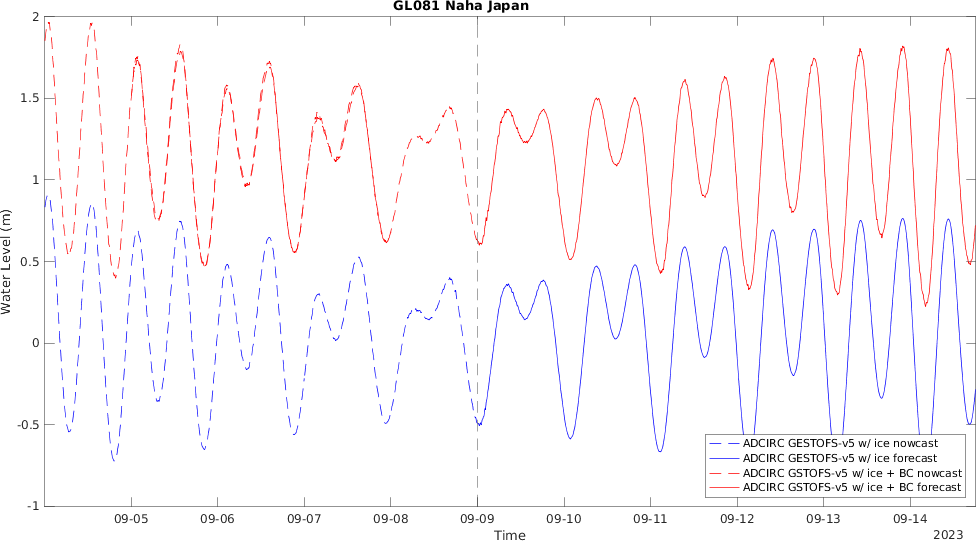 GL081 Naha Japan
2
1.5
1
0.5
0
-0.5
-1
Water Level (m)
ADCIRC GESTOFS-v5 w/ ice nowcast
ADCIRC GESTOFS-v5 w/ ice forecast
ADCIRC GSTOFS-v5 w/ ice + BC nowcast
ADCIRC GSTOFS-v5 w/ ice + BC forecast
09-05 09-06 09-07 09-08 09-09 09-10 09-11 09-12 09-13 09-14
Time
2023